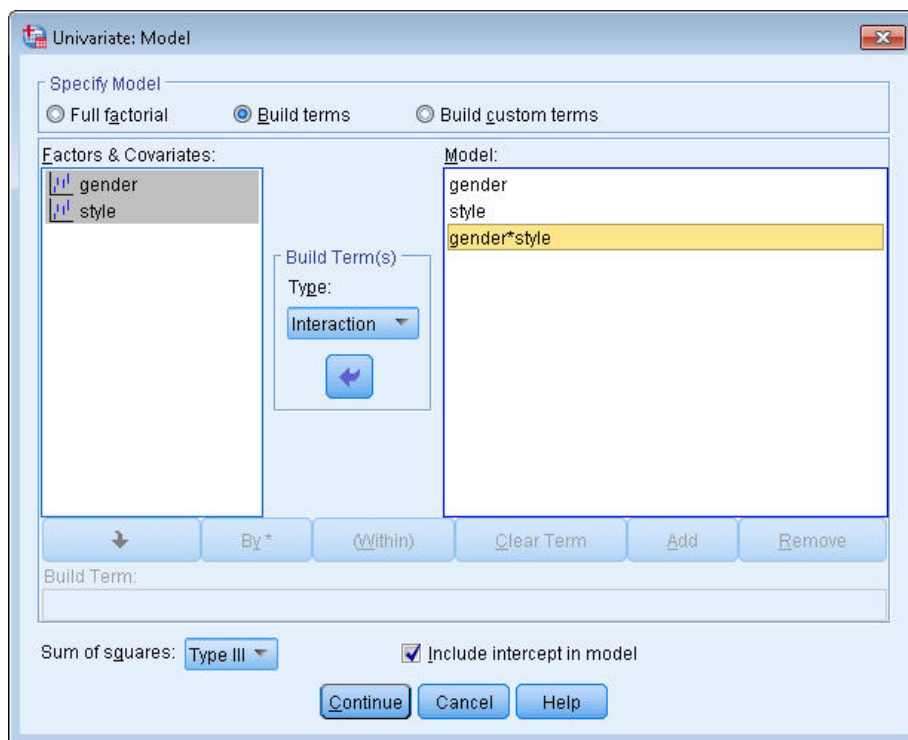 Univariate: Model
Specify Model
Full factorial
Build terms
Build custom terms
Factors & Covariates:
gender
style
Build Term(s)
Type:
Interaction
Model:
gender
style
gender*style
By *
(Within)
Clear Term
Add
Remove
Build Term:
Sum of squares:
Type III
Include intercept in model
Continue
Cancel
Help